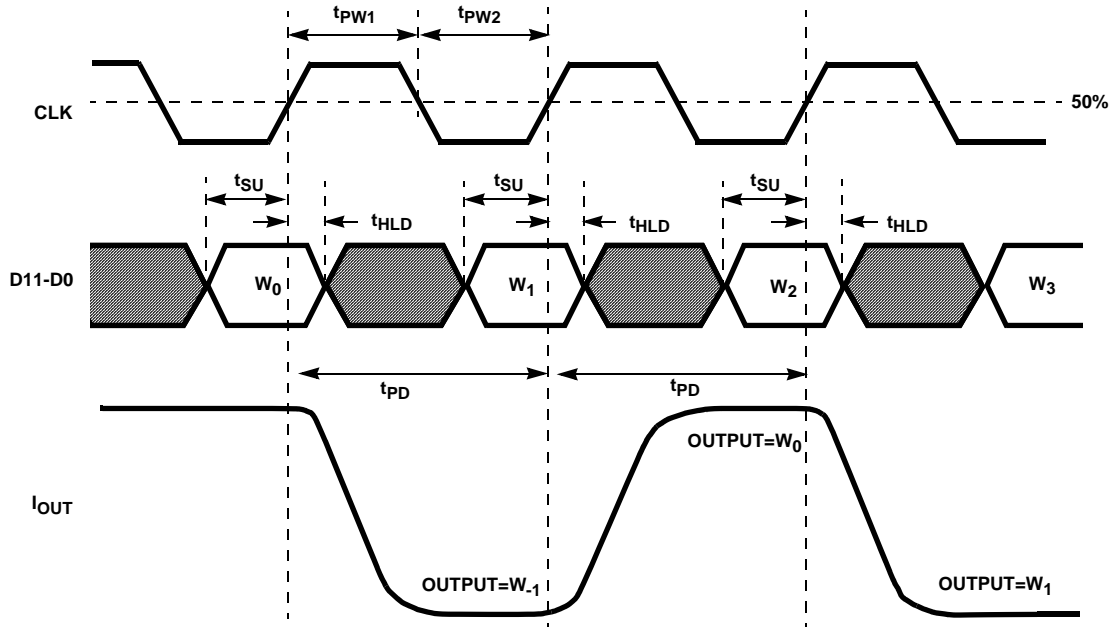 tPW1 tPW2
CLK 50%
tSU tSU tSU
tHLD tHLD tHLD
D11-D0 W0 W1 W2 W3
tPD tPD
OUTPUT=W0
IOUT
OUTPUT=W-1 OUTPUT=W1